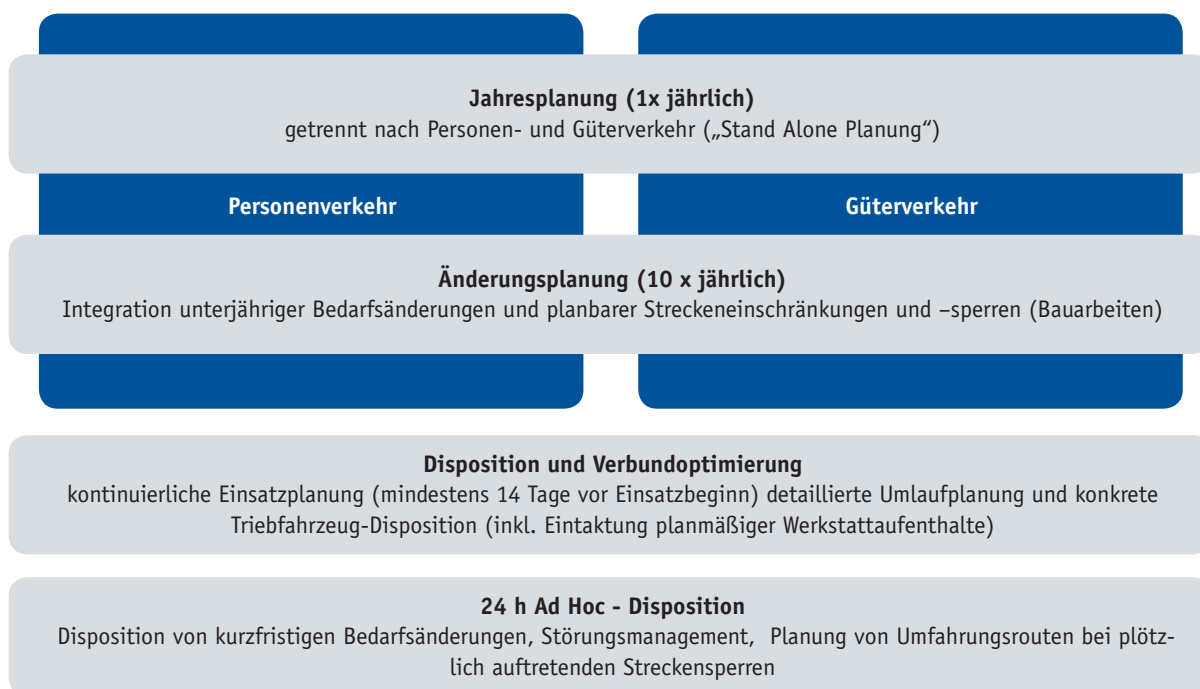 Jahresplanung (1x jährlich)
getrennt nach Personen- und Güterverkehr („Stand Alone Planung“)
Personenverkehr
Güterverkehr
Änderungsplanung (10 x jährlich)
Integration unterjähriger Bedarfsänderungen und planbarer Streckeneinschränkungen und –sperren (Bauarbeiten)
Disposition und Verbundoptimierung
kontinuierliche Einsatzplanung (mindestens 14 Tage vor Einsatzbeginn) detaillierte Umlaufplanung und konkrete
Triebfahrzeug-Disposition (inkl. Eintaktung planmäßiger Werkstattaufenthalte)
24 h Ad Hoc - Disposition
Disposition von kurzfristigen Bedarfsänderungen, Störungsmanagement, Planung von Umfahrungsrouten bei plötz-
lich auftretenden Streckensperren